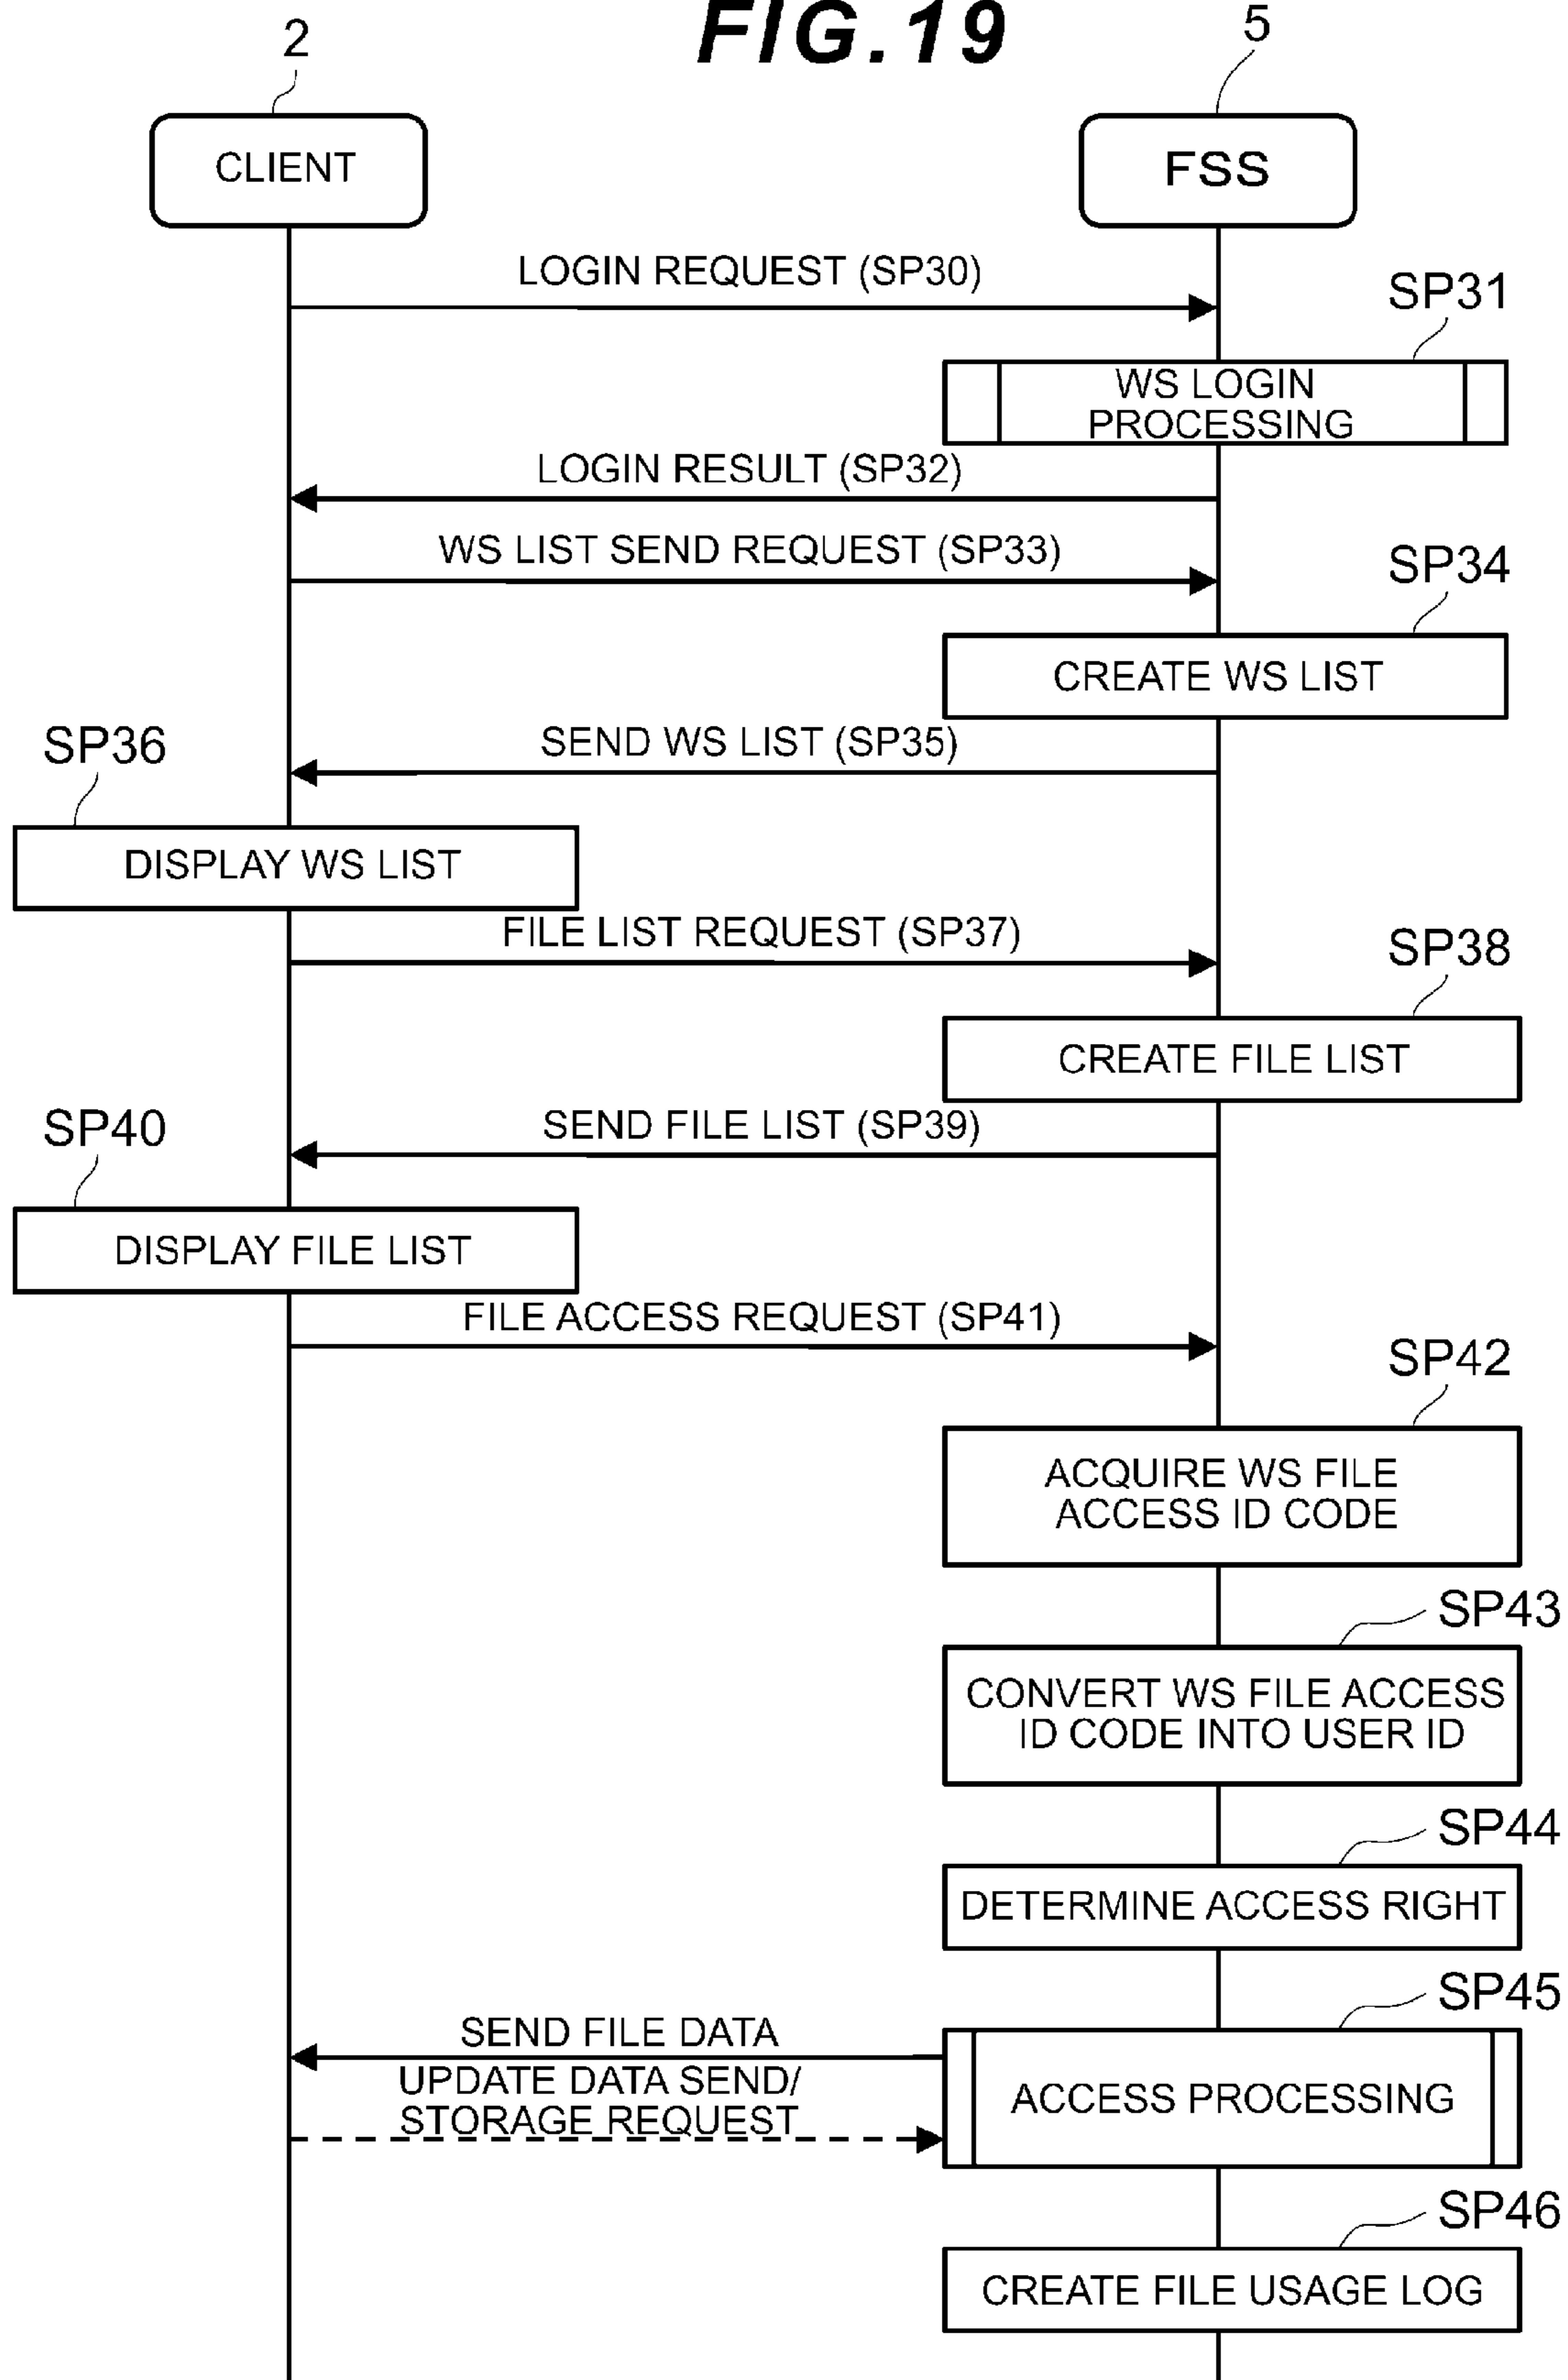 FIG.19
2
5
CLIENT
FSS
LOGIN REQUEST (SP30)
SP31
WS LOGIN
PROCESSING
LOGIN RESULT (SP32)
WS LIST SEND REQUEST (SP33)
SP34
CREATE WS LIST
SEND WS LIST (SP35)
SP36
DISPLAY WS LIST
FILE LIST REQUEST (SP37)
SP38
CREATE FILE LIST
SEND FILE LIST (SP39)
SP40
DISPLAY FILE LIST
FILE ACCESS REQUEST (SP41)
SP42
ACQUIRE WS FILE
ACCESS ID CODE
SP43
CONVERT WS FILE ACCESS
ID CODE INTO USER ID
SP44
DETERMINE ACCESS RIGHT
SP45
SEND FILE DATA
UPDATE DATA SEND/
STORAGE REQUEST
ACCESS PROCESSING
SP46
CREATE FILE USAGE LOG